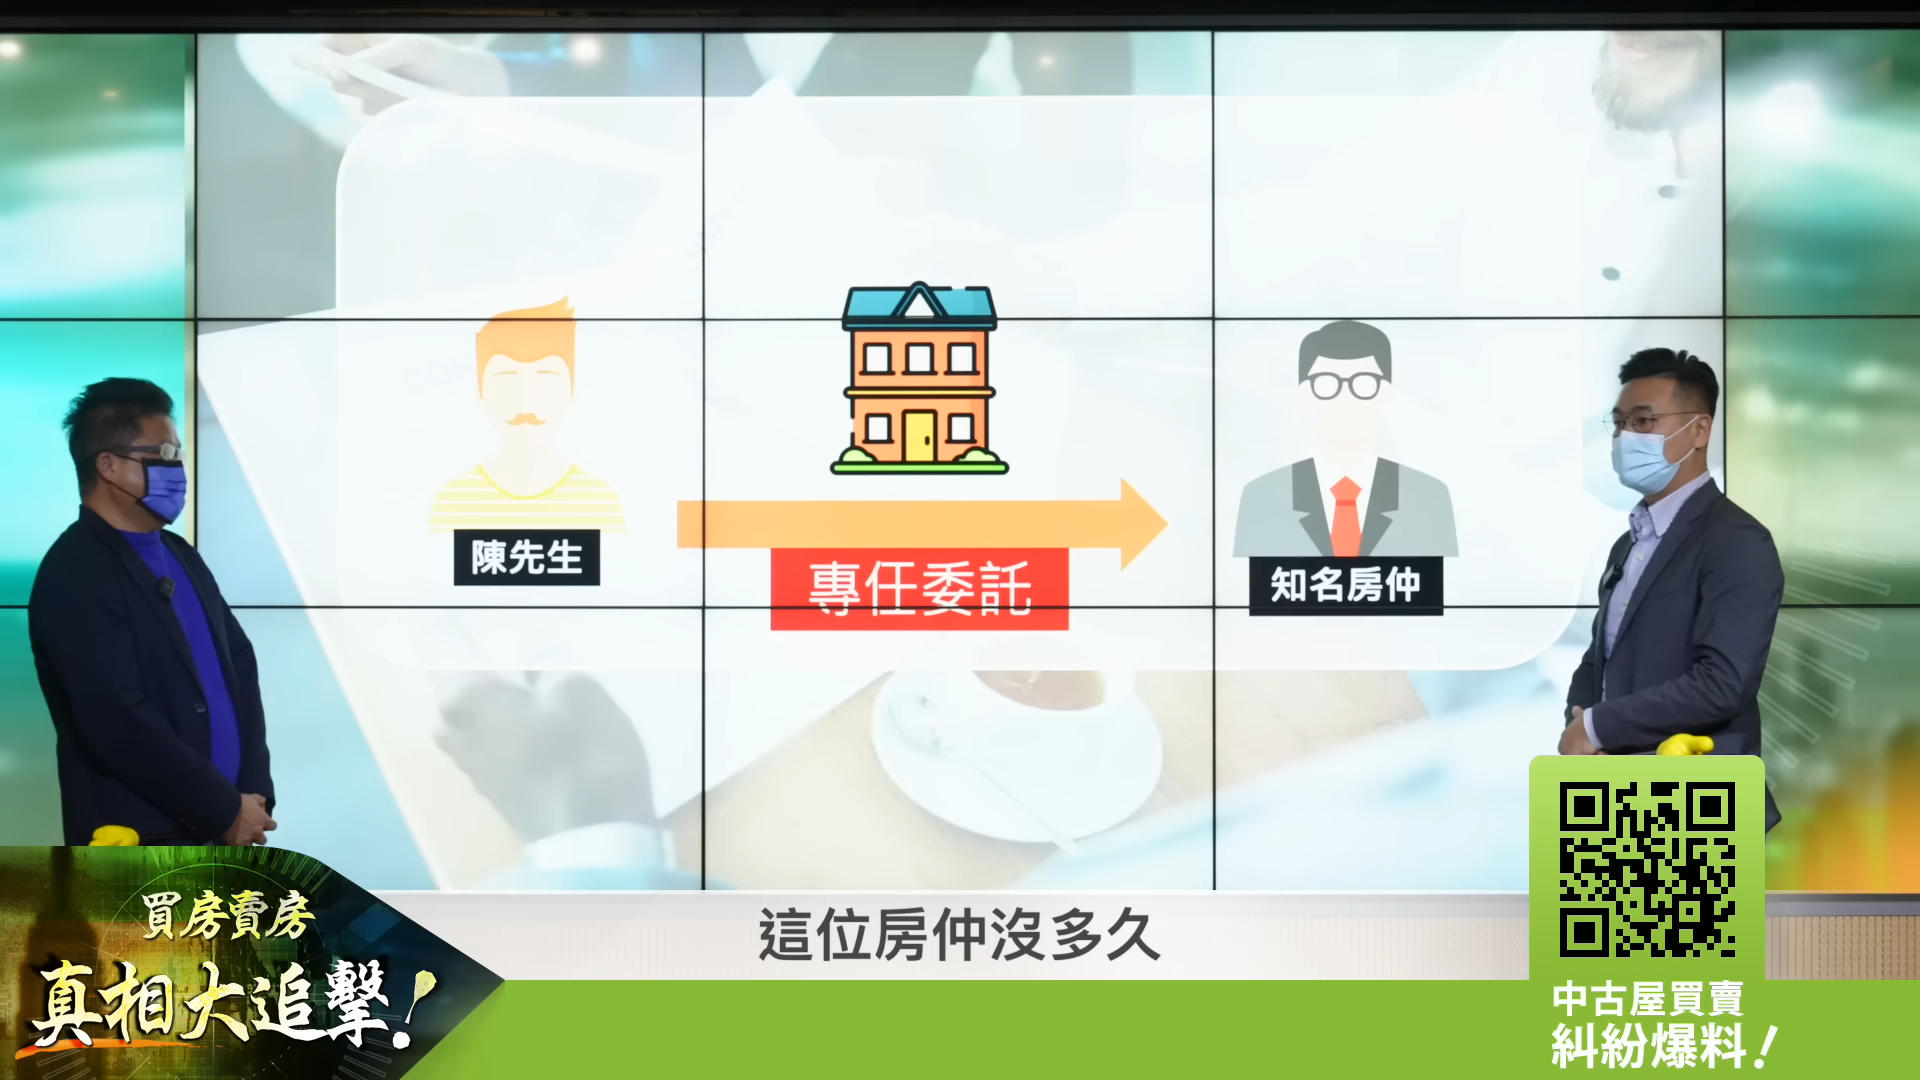 陳先生
專任委託
知名房仲
這位房仲沒多久
買房賣房
真相大追擊!
中古屋買賣
糾紛爆料!